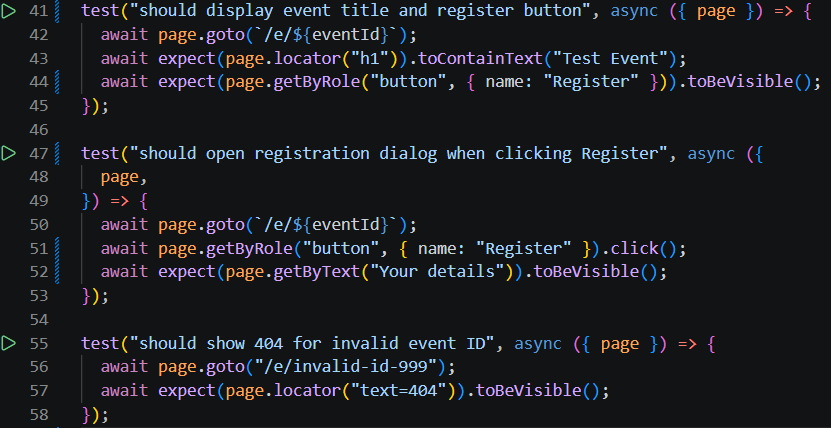 41 test("should display event title and register button", async ({ page }) => {
42 await page.goto(`/e/${eventId}`);
43 await expect(page.locator("h1")).toContainText("Test Event");
44 await expect(page.getByRole("button", { name: "Register" })).toBeVisible();
45 });
46
47 test("should open registration dialog when clicking Register", async ({
48 page,
49 }) => {
50 await page.goto(`/e/${eventId}`);
51 await page.getByRole("button", { name: "Register" }).click();
52 await expect(page.getByText("Your details")).toBeVisible();
53 });
54
55 test("should show 404 for invalid event ID", async ({ page }) => {
56 await page.goto("/e/invalid-id-999");
57 await expect(page.locator("text=404")).toBeVisible();
58 });